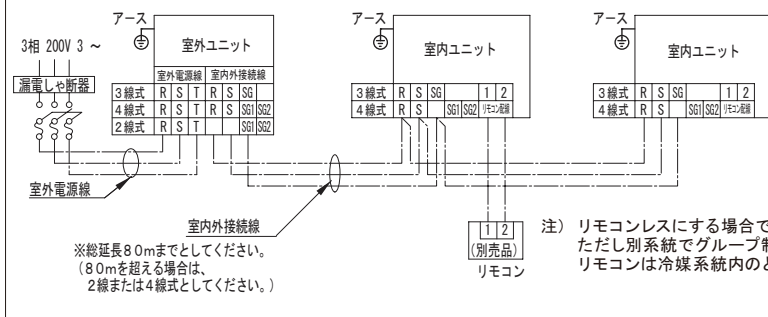 アース
3相 200V 3 ~
漏電しゃ断器
室外ユニット
室外電源線 室内外接続線
3線式 R S T R S SG
4線式 R S T R S SG1 SG2
2線式 R S T SG1 SG2
室外電源線
アース
室内ユニット
3線式 R S SG 1 2
4線式 R S SG1 SG2 リモコン配線
アース
室内ユニット
3線式 R S SG 1 2
4線式 R S SG1 SG2 リモコン配線
室内外接続線
※総延長80mまでとしてください。
(80mを超える場合は、
2線または4線式としてください。)
1 2
(別売品)
リモコン
注) リモコンレスにする場合で
ただし別系統でグループ制
リモコンは冷媒系統内のと